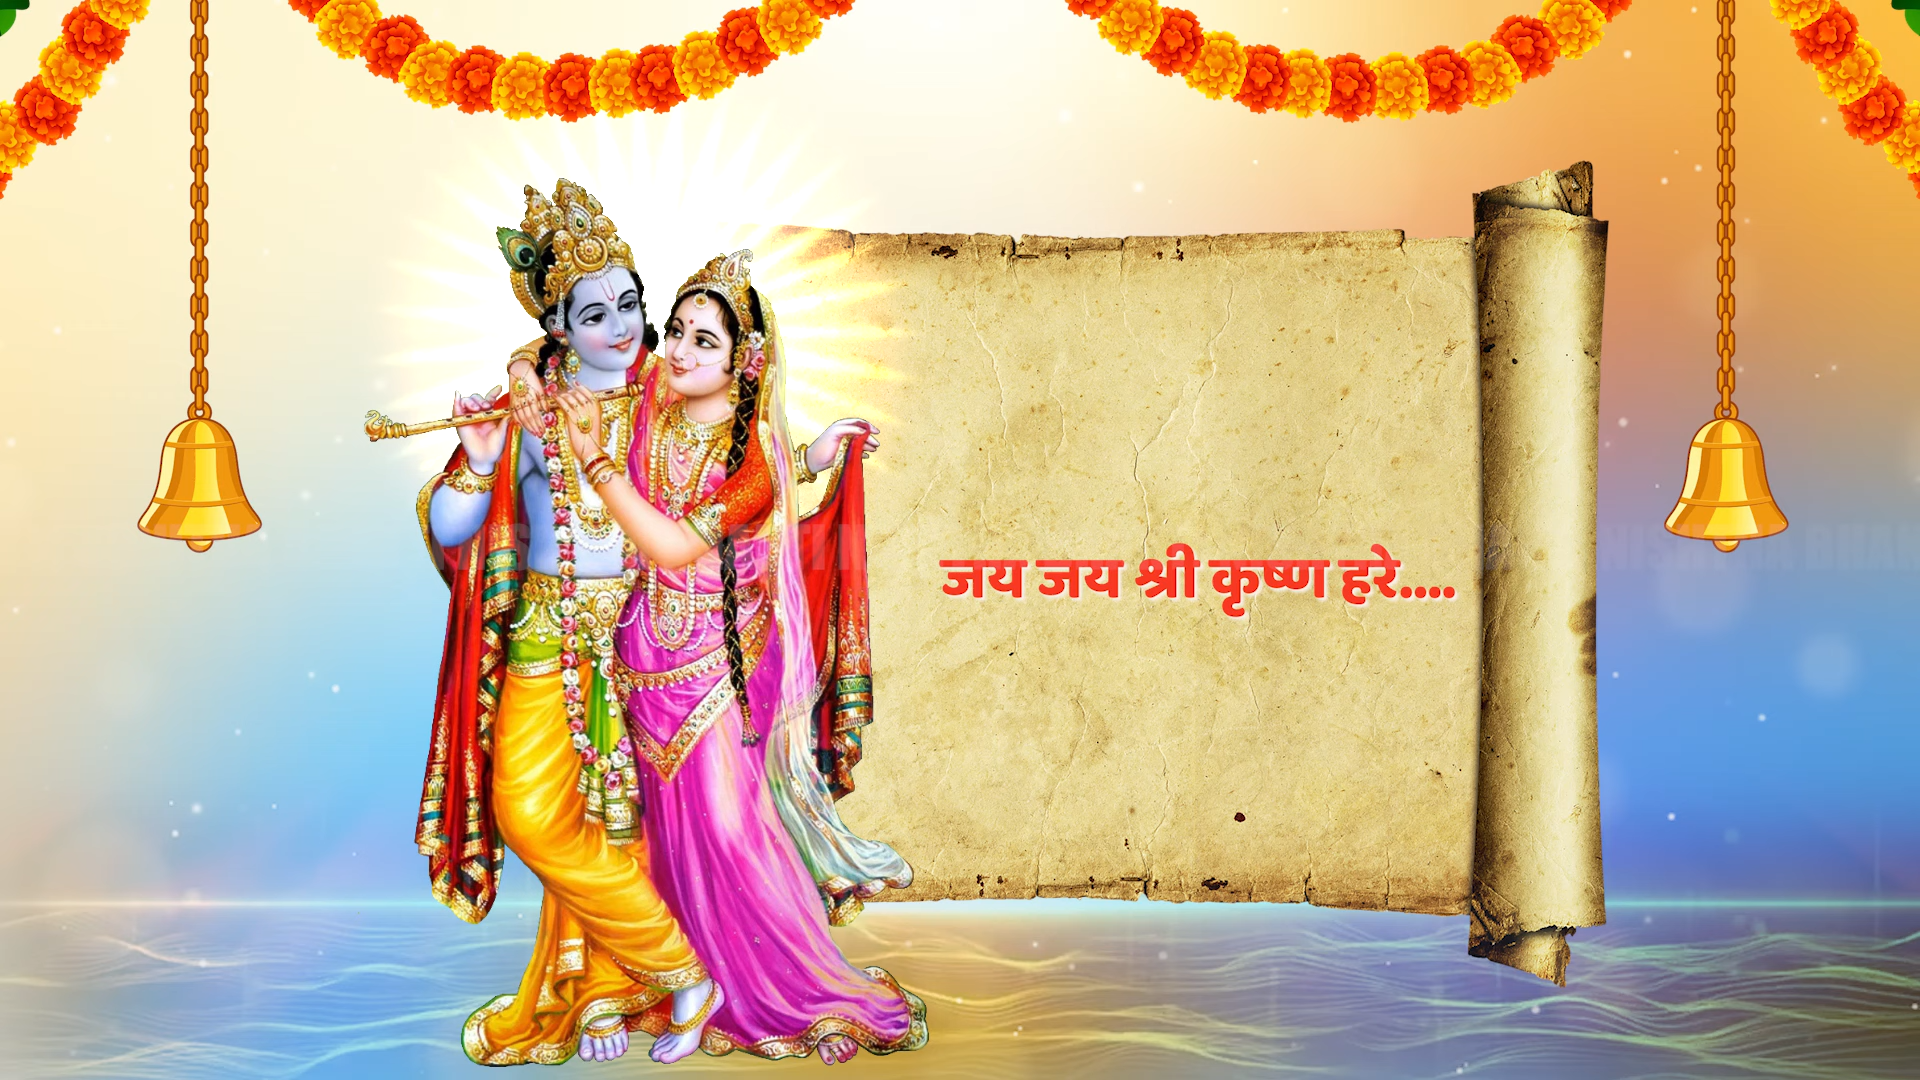 जय जय श्री कृष्ण हरे....